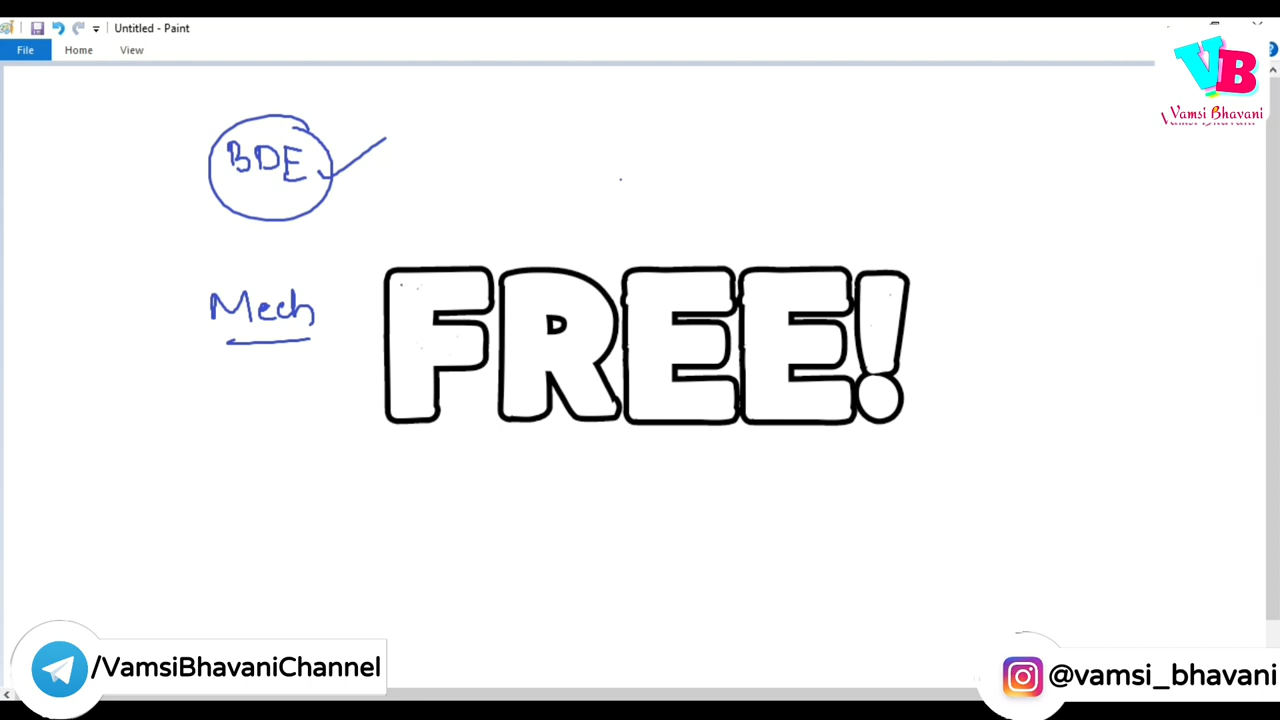 Untitled - Paint
File Home View
VB
Vamsi Bhavani
BDE
Mech
FREE!
/VamsiBhavaniChannel
@vamsi_bhavani